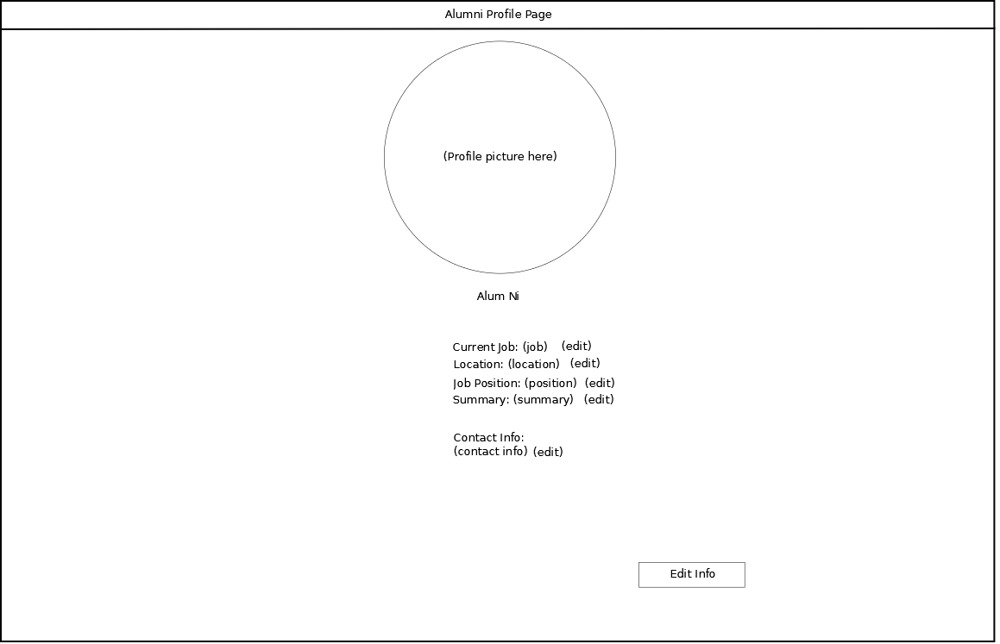 Alumni Profile Page
(Profile picture here)
Alum Ni
Current Job: (job) (edit)
Location: (location) (edit)
Job Position: (position) (edit)
Summary: (summary) (edit)
Contact Info:
(contact info) (edit)
Edit Info